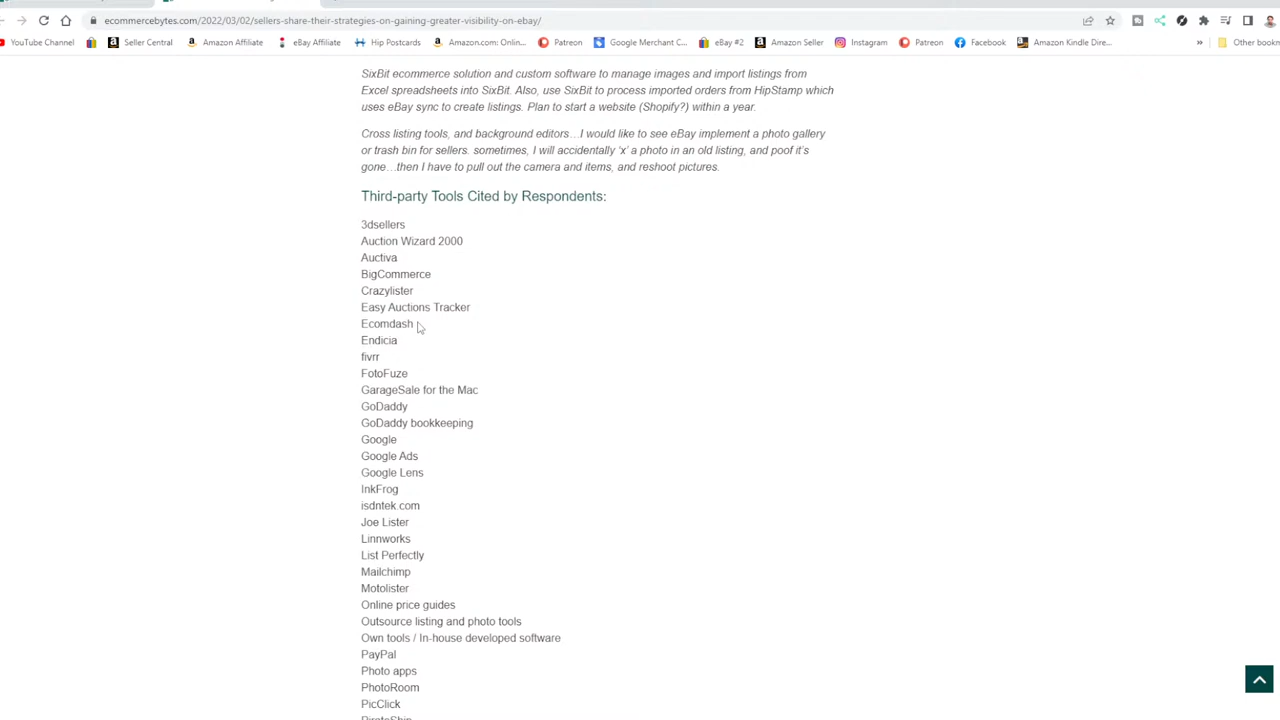 ecommercebytes.com/2022/03/02/sellers-share-their-strategies-on-gaining-greater-visibility-on-ebay/
YouTube Channel Seller Central Amazon Affiliate eBay Affiliate Hip Postcards Amazon.com: Onlin... Patreon Google Merchant C... eBay #2 Amazon Seller Instagram Patreon Facebook Amazon Kindle Dire... » Other bookm
SixBit ecommerce solution and custom software to manage images and import listings from
Excel spreadsheets into SixBit. Also, use SixBit to process imported orders from HipStamp which
uses eBay sync to create listings. Plan to start a website (Shopify?) within a year.
Cross listing tools, and background editors…I would like to see eBay implement a photo gallery
or trash bin for sellers. sometimes, I will accidentally ‘x’ a photo in an old listing, and poof it’s
gone…then I have to pull out the camera and items, and reshoot pictures.
Third-party Tools Cited by Respondents:
3dsellers
Auction Wizard 2000
Auctiva
BigCommerce
Crazylister
Easy Auctions Tracker
Ecomdash
Endicia
fivrr
FotoFuze
GarageSale for the Mac
GoDaddy
GoDaddy bookkeeping
Google
Google Ads
Google Lens
InkFrog
isdntek.com
Joe Lister
Linnworks
List Perfectly
Mailchimp
Motolister
Online price guides
Outsource listing and photo tools
Own tools / In-house developed software
PayPal
Photo apps
PhotoRoom
PicClick
PirateShip